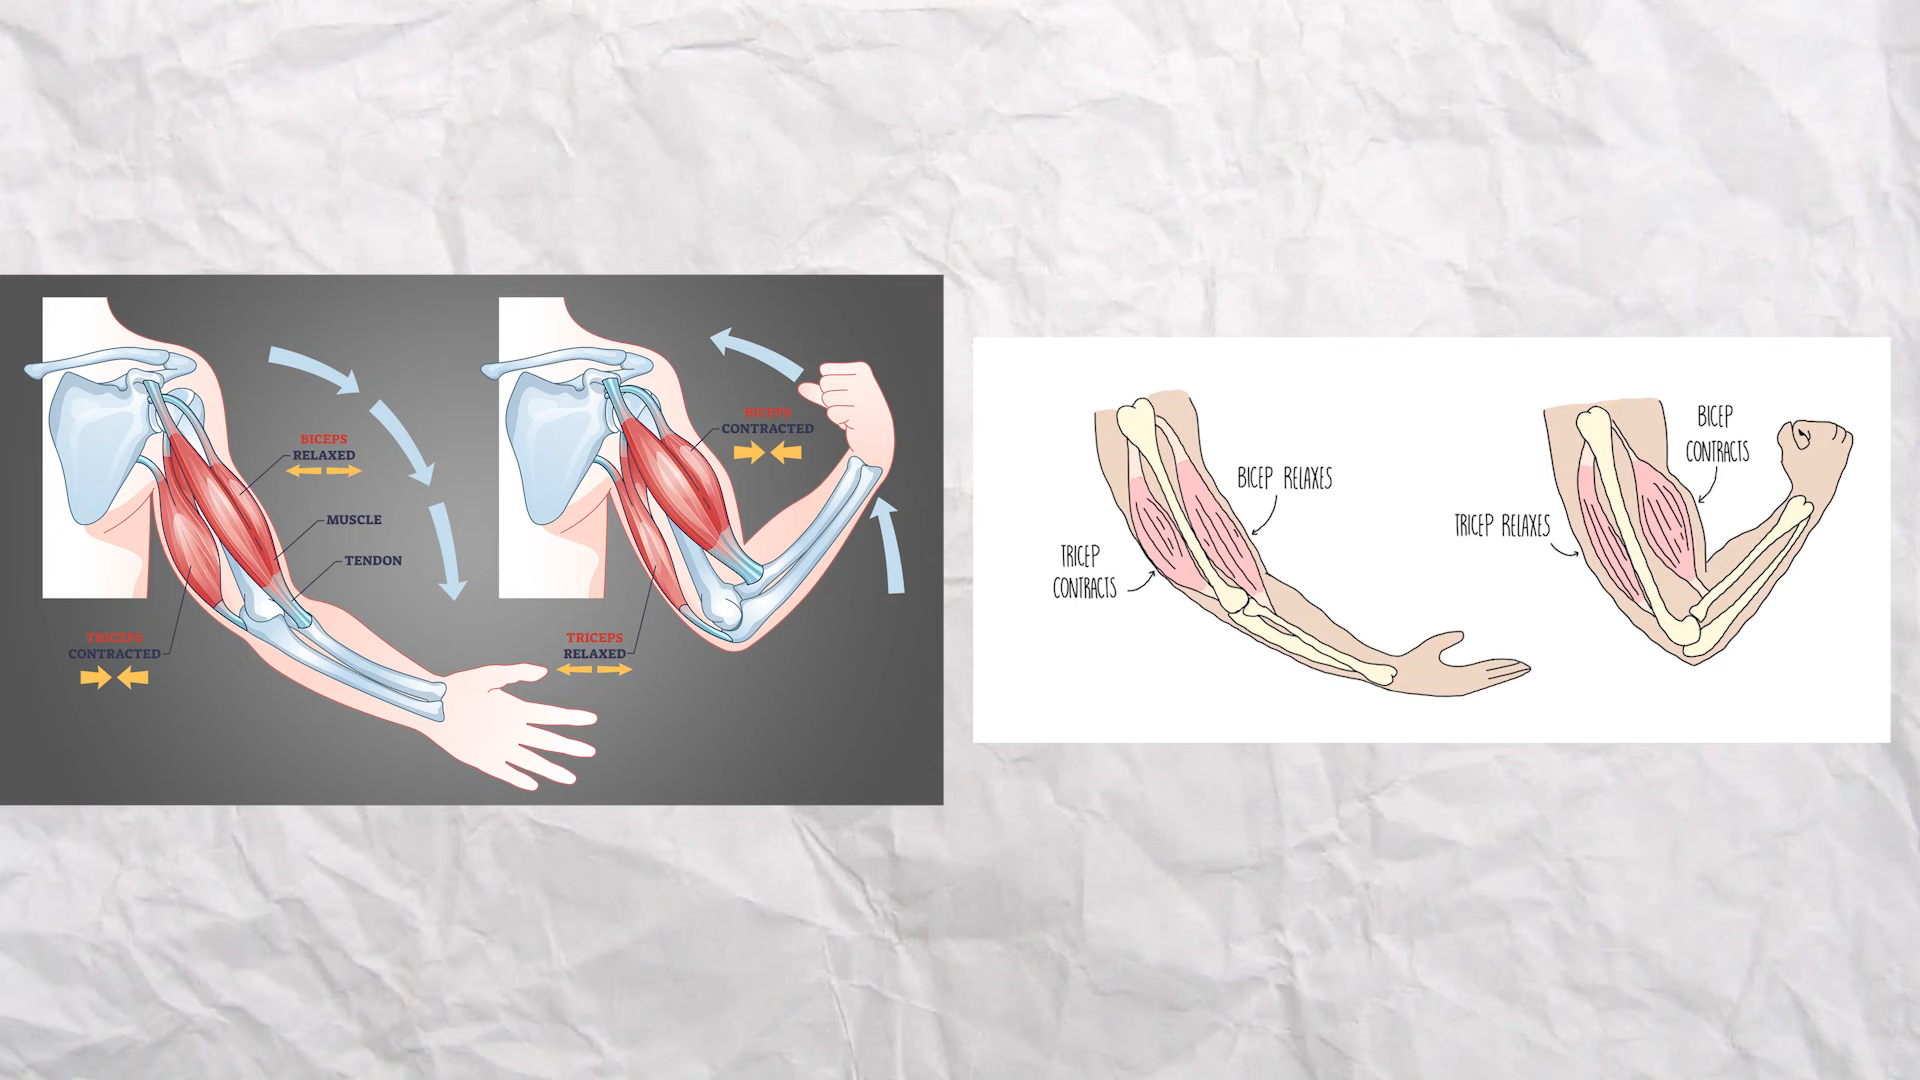 BICEPS
RELAXED
MUSCLE
TENDON
TRICEPS
CONTRACTED
BICEPS
CONTRACTED
TRICEPS
RELAXED
BICEP RELAXES
TRICEP
CONTRACTS
BICEP
CONTRACTS
TRICEP RELAXES